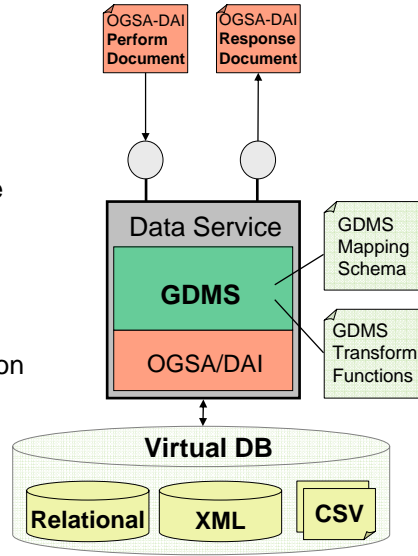 OGSA-DAI
Perform
Document
OGSA-DAI
Response
Document
e
Data Service
GDMS
Mapping
Schema
GDMS
on
OGSA/DAI
GDMS
Transform
Functions
Virtual DB
Relational
XML
CSV